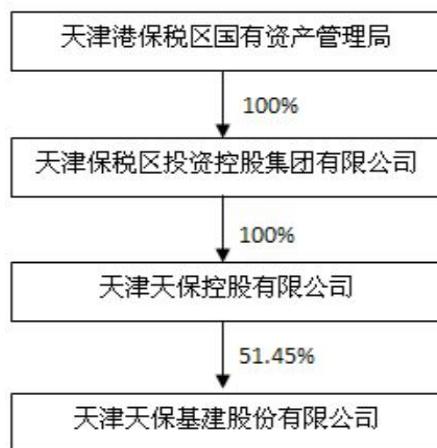 天津港保税区国有资产管理局
100%
天津保税区投资控股集团有限公司
100%
天津天保控股有限公司
51.45%
天津天保基建股份有限公司